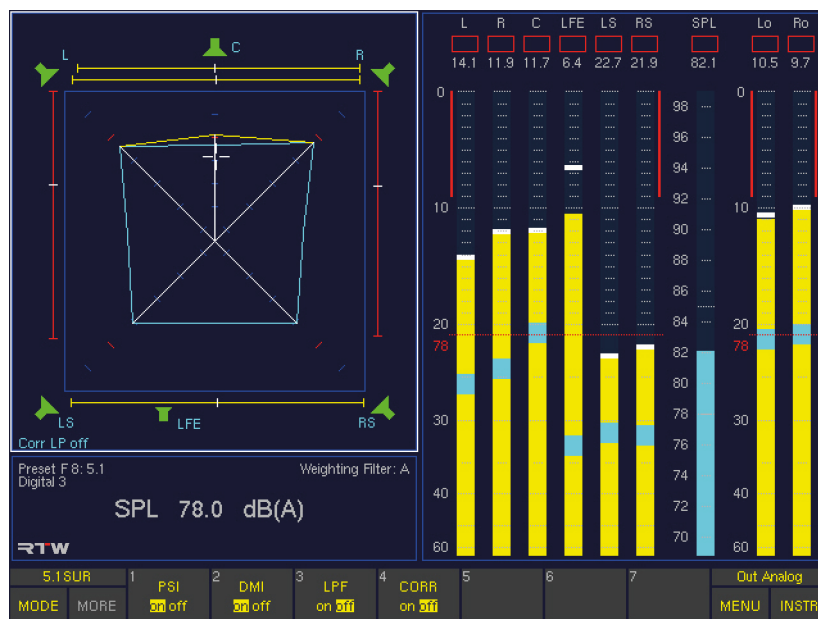 L R C LFE LS RS SPL Lo Ro
14.1 11.9 11.7 6.4 22.7 21.9 82.1 10.5 9.7
L C R
0 98 0
96
94
92
10 90 10
88
86
20 84 20
78 82 78
80
30 78 30
76
40 74 40
72
60 70 60
LS LFE RS
Corr LP off
Preset F 8: 5.1 Weighting Filter: A
Digital 3
SPL 78.0 dB(A)
RTW
5.1SUR 1 PSI 2 DMI 3 LPF 4 CORR 5 6 7 Out Analog
MODE MORE on off on off on off on off MENU INSTR